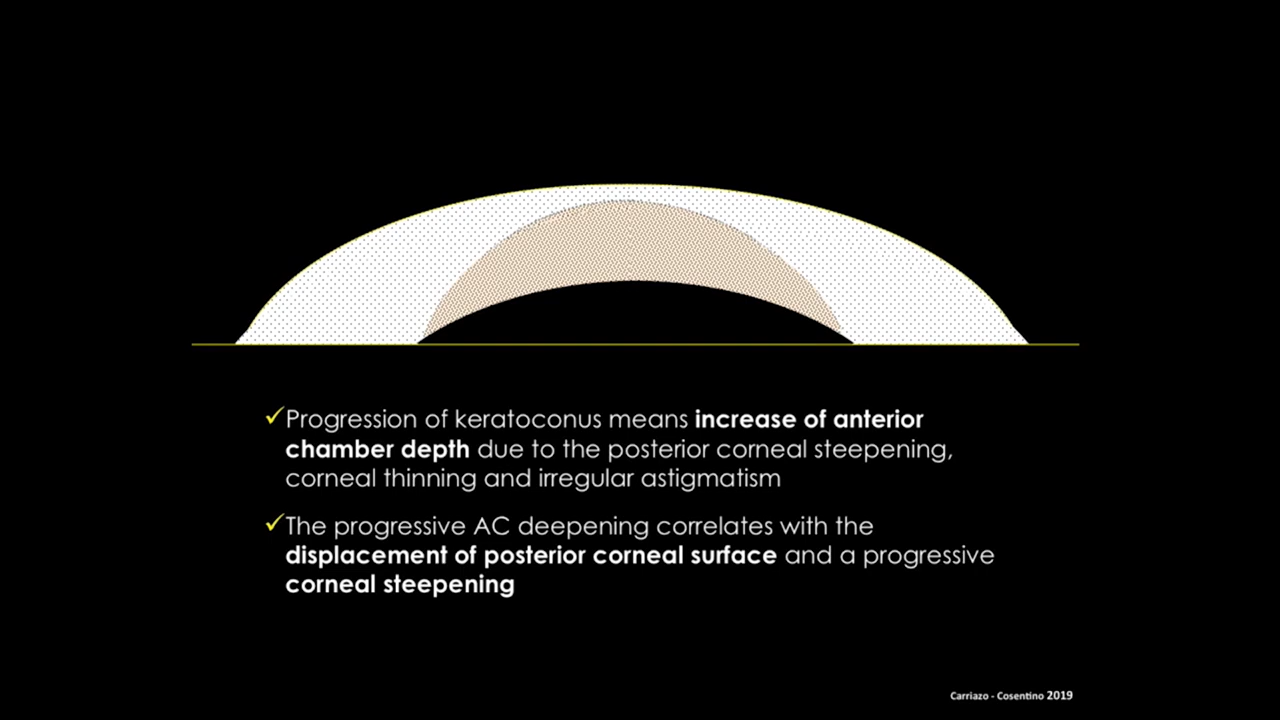 ✓Progression of keratoconus means increase of anterior
chamber depth due to the posterior corneal steepening,
corneal thinning and irregular astigmatism
✓The progressive AC deepening correlates with the
displacement of posterior corneal surface and a progressive
corneal steepening
Carriazo - Cosentino 2019